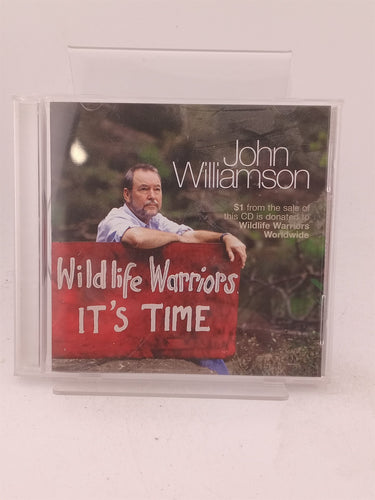 John
Williamson
$1 from the sale of
this CD is donated to
Wildlife Warriors
Worldwide
Wildlife Warriors
IT'S TIME